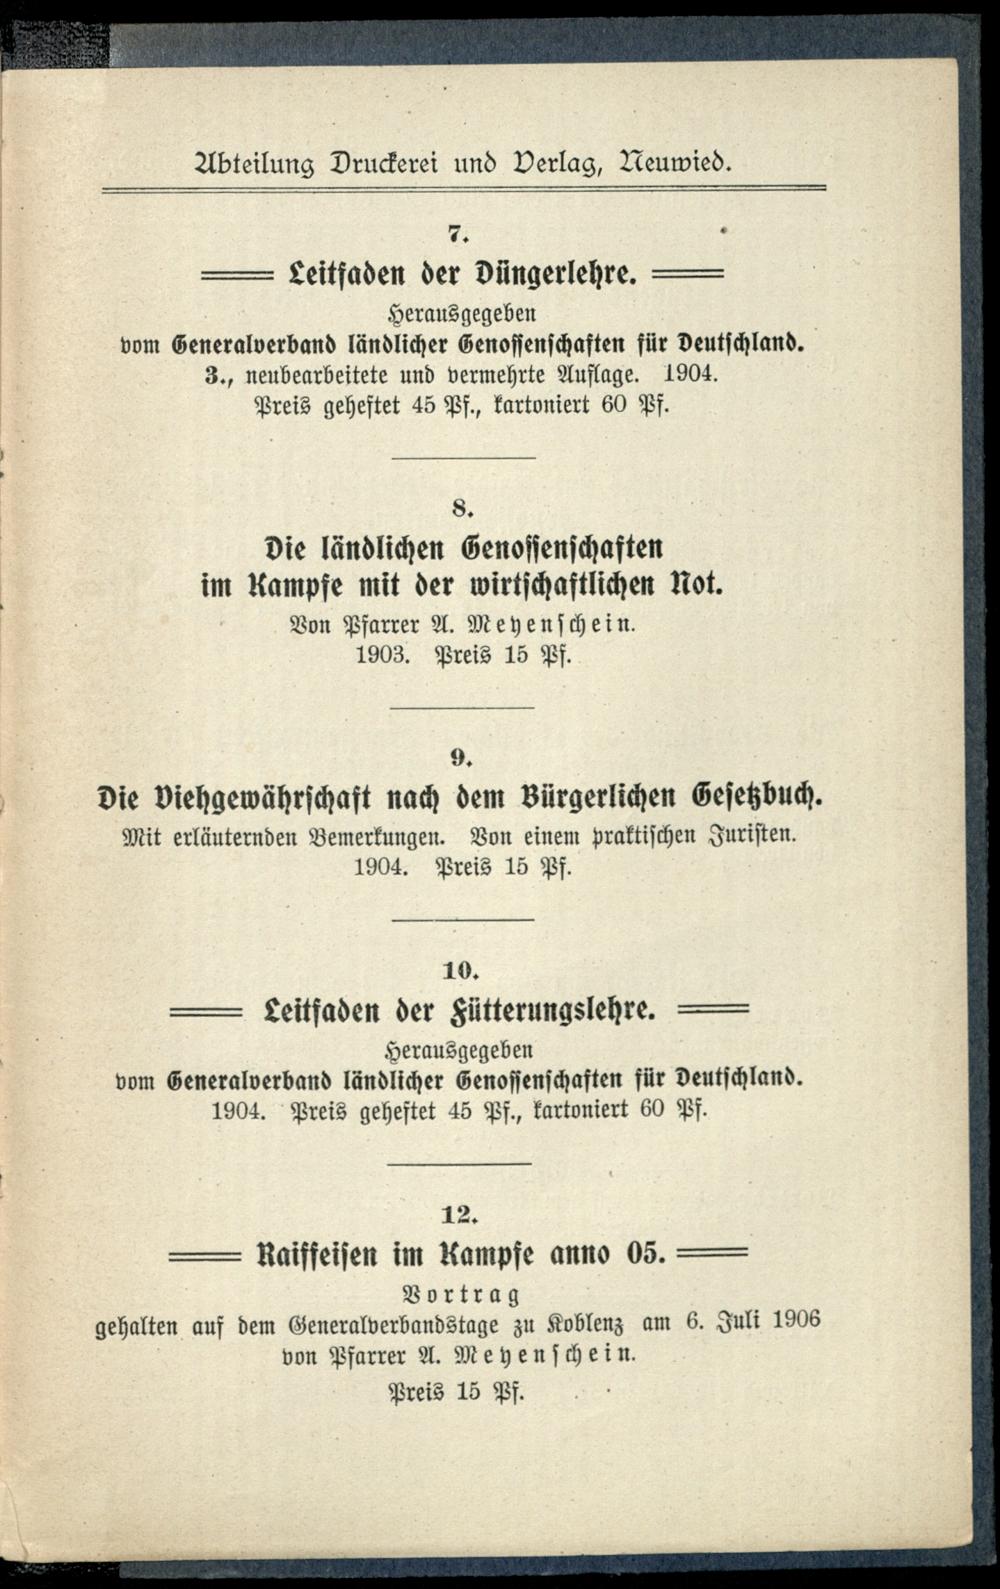 Abteilung Druckerei und Verlag, Neuwied.
7.
Leitfaden der Düngerlehre.
Herausgegeben
vom Generalverband ländlicher Genossenschaften für Deutschland.
3., neubearbeitete und vermehrte Auflage. 1904.
Preis geheftet 45 Pf., kartoniert 60 Pf.
8.
Die ländlichen Genossenschaften
im Kampfe mit der wirtschaftlichen Not.
Von Pfarrer A. Meyenschein.
1903. Preis 15 Pf.
9.
Die Viehgewährschaft nach dem Bürgerlichen Gesetzbuch.
Mit erläuternden Bemerkungen. Von einem praktischen Juristen.
1904. Preis 15 Pf.
10.
Leitfaden der Fütterungslehre.
Herausgegeben
vom Generalverband ländlicher Genossenschaften für Deutschland.
1904. Preis geheftet 45 Pf., kartoniert 60 Pf.
12.
Raiffeisen im Kampfe anno 05.
Vortrag
gehalten auf dem Generalverbandstage zu Koblenz am 6. Juli 1906
von Pfarrer A. Meyenschein.
Preis 15 Pf.